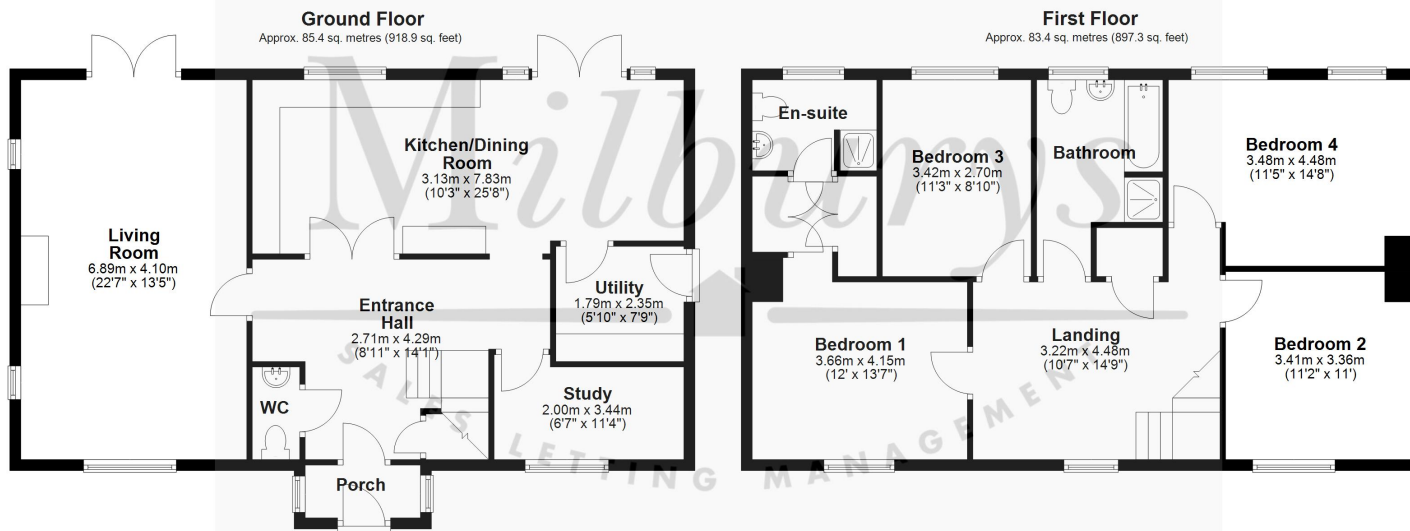 Ground Floor
Approx. 85.4 sq. metres (918.9 sq. feet)
Kitchen/Dining
Room
3.13m x 7.83m
(10'3" x 25'8")
Living
Room
6.89m x 4.10m
(22'7" x 13'5")
Utility
1.79m x 2.35m
(5'10" x 7'9")
Entrance
Hall
2.71m x 4.29m
(8'11" x 14'1")
WC
Study
2.00m x 3.44m
(6'7" x 11'4")
Porch
First Floor
Approx. 83.4 sq. metres (897.3 sq. feet)
En-suite
Bedroom 3
3.42m x 2.70m
(11'3" x 8'10")
Bathroom
Bedroom 4
3.48m x 4.48m
(11'5" x 14'8")
Bedroom 1
3.66m x 4.15m
(12' x 13'7")
Landing
3.22m x 4.48m
(10'7" x 14'9")
Bedroom 2
3.41m x 3.36m
(11'2" x 11')
Milburys
SALES LETTING MANAGEMENT